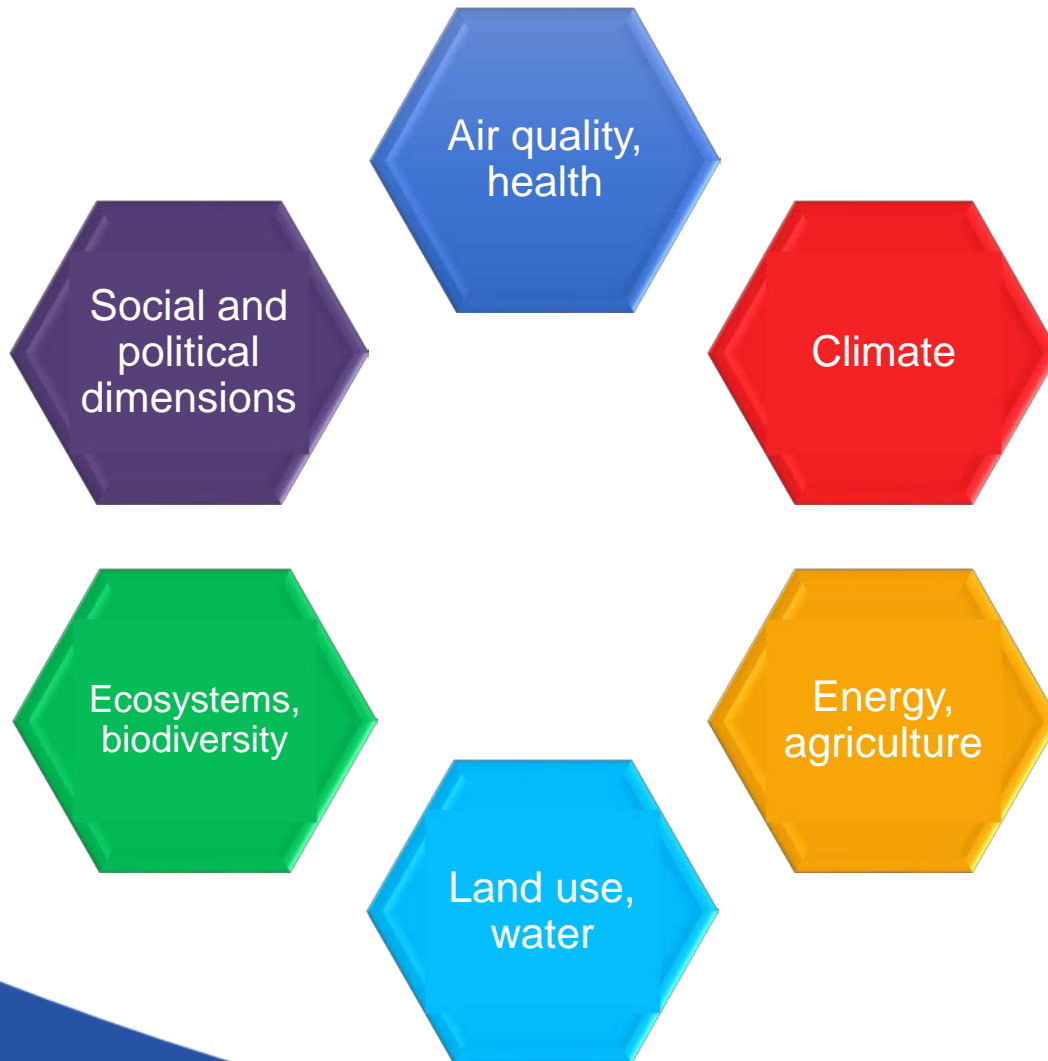 Air quality,
health
Social and
political
dimensions
Climate
Ecosystems,
biodiversity
Energy,
agriculture
Land use,
water